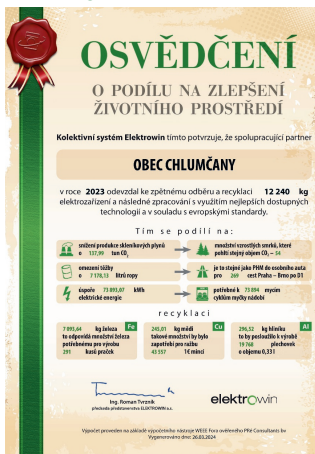 OSVĚDČENÍ
O PODÍLU NA ZLEPŠENÍ
ŽIVOTNÍHO PROSTŘEDÍ
Kolektivní systém Elektrowin tímto potvrzuje, že spolupracující partner
OBEC CHLUMČANY
v roce 2023 odevzdal ke zpětnému odběru a recyklaci 12 240 kg
elektrozařízení a následné zpracování s využitím nejlepších dostupných
technologií a v souladu s evropskými standardy.
Tím se podílí na:
snížení produkce skleníkových plynů
o 137,99 tun CO2
množství vzrostlých smrků, které
pohltí stejný objem CO2 – 54
omezení těžby
o 7 178,13 litrů ropy
je to stejné jako PHM do osobního auta
pro 269 cest Praha – Brno po D1
úspoře 73 893,07 kWh
elektrické energie
potřebné k 73 894 mycím
cyklům myčky nádobí
recyklaci
7 093,64 kg železa Fe
to odpovídá množství železa
potřebnému pro výrobu
291 kusů praček
245,01 kg mědi Cu
takové množství by bylo
zapotřebí pro ražbu
43 557 1€ mincí
296,52 kg hliníku Al
to by posloužilo k výrobě
19 768 plechovek
o objemu 0,33 l
Ing. Roman Tvrzník
předseda představenstva ELEKTROWIN a.s.
elektrowin
Výpočet proveden na základě výpočetního nástroje WEEE Fora ověřeného PRé Consultants bv
Vygenerováno dne: 26.03.2024